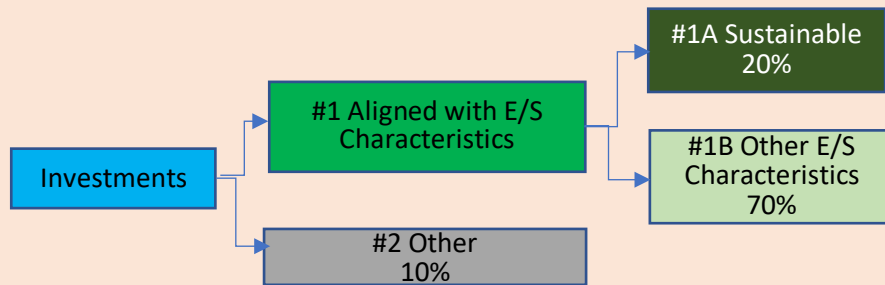 Investments
#1 Aligned with E/S
Characteristics
#2 Other
10%
#1A Sustainable
20%
#1B Other E/S
Characteristics
70%